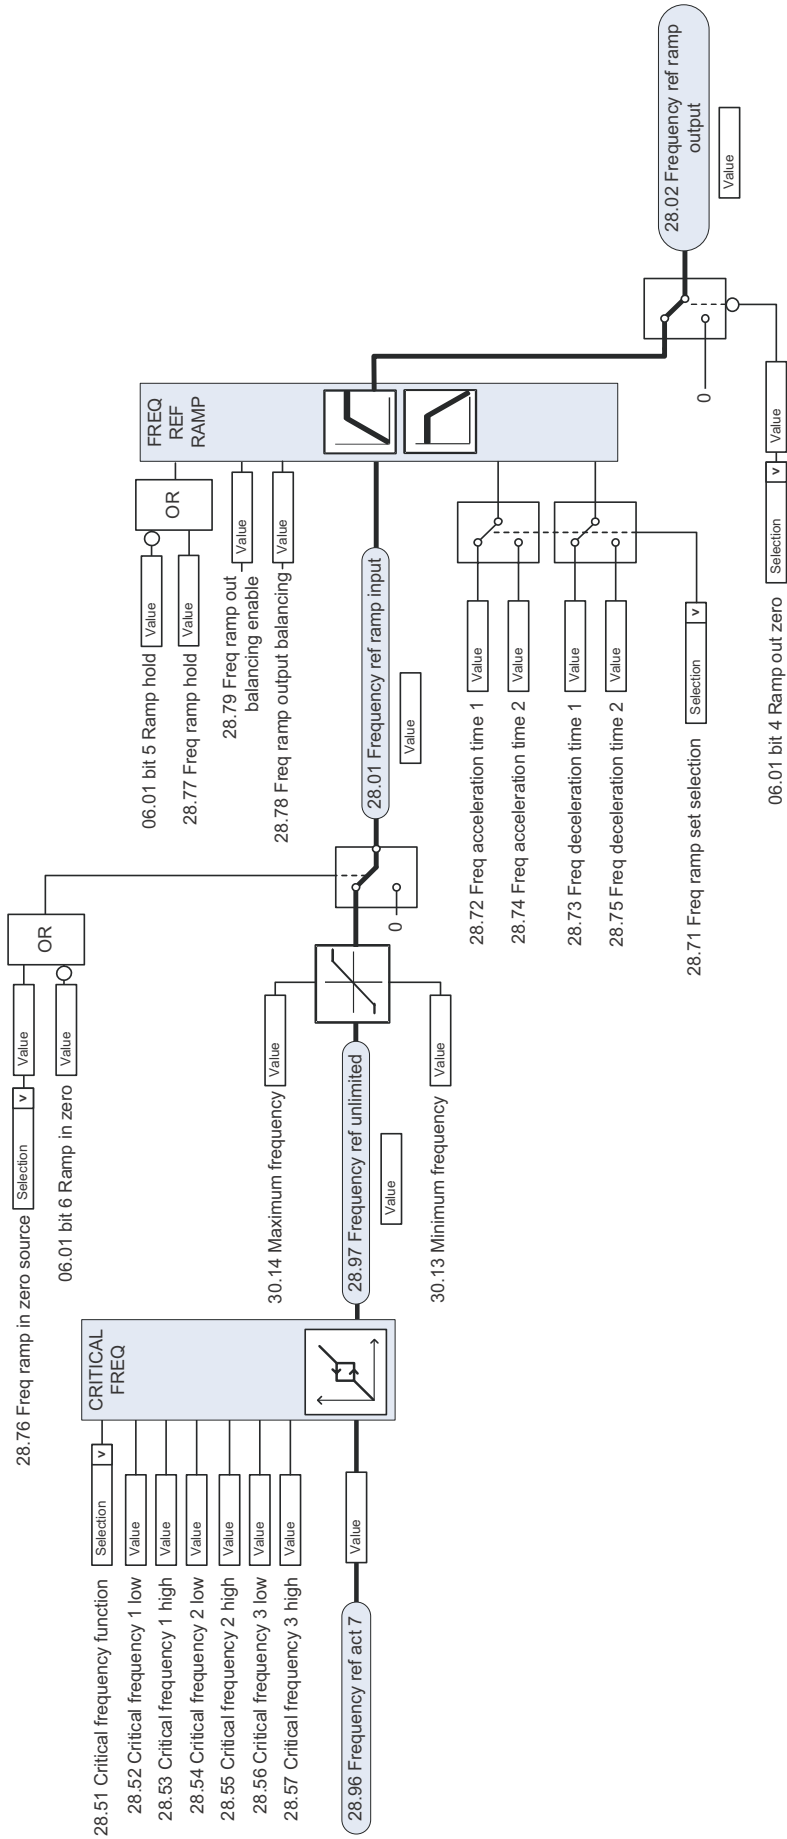 28.76 Freq ramp in zero source
Selection
v
Value
06.01 bit 6 Ramp in zero
Value
OR
28.51 Critical frequency function
Selection
v
28.52 Critical frequency 1 low
Value
28.53 Critical frequency 1 high
Value
28.54 Critical frequency 2 low
Value
28.55 Critical frequency 2 high
Value
28.56 Critical frequency 3 low
Value
28.57 Critical frequency 3 high
Value
CRITICAL
FREQ
28.96 Frequency ref act 7
Value
30.14 Maximum frequency
Value
28.97 Frequency ref unlimited
Value
30.13 Minimum frequency
Value
0
06.01 bit 5 Ramp hold
Value
28.77 Freq ramp hold
Value
OR
28.79 Freq ramp out
balancing enable
Value
28.78 Freq ramp output balancing
Value
FREQ
REF
RAMP
28.01 Frequency ref ramp input
Value
28.72 Freq acceleration time 1
Value
28.74 Freq acceleration time 2
Value
28.73 Freq deceleration time 1
Value
28.75 Freq deceleration time 2
Value
28.71 Freq ramp set selection
Selection
v
0
06.01 bit 4 Ramp out zero
Selection
v
Value
28.02 Frequency ref ramp
output
Value